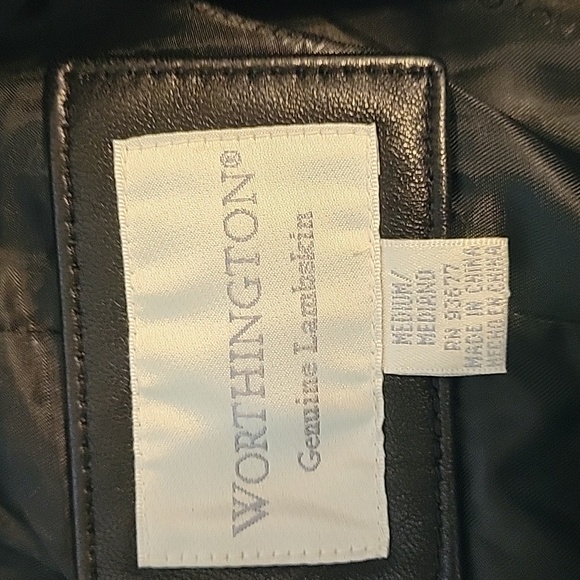 WORTHINGTON®
Genuine Lambskin
MEDIUM/
MEDIANO
RN 93677
MADE IN CHINA
HECHO EN CHINA